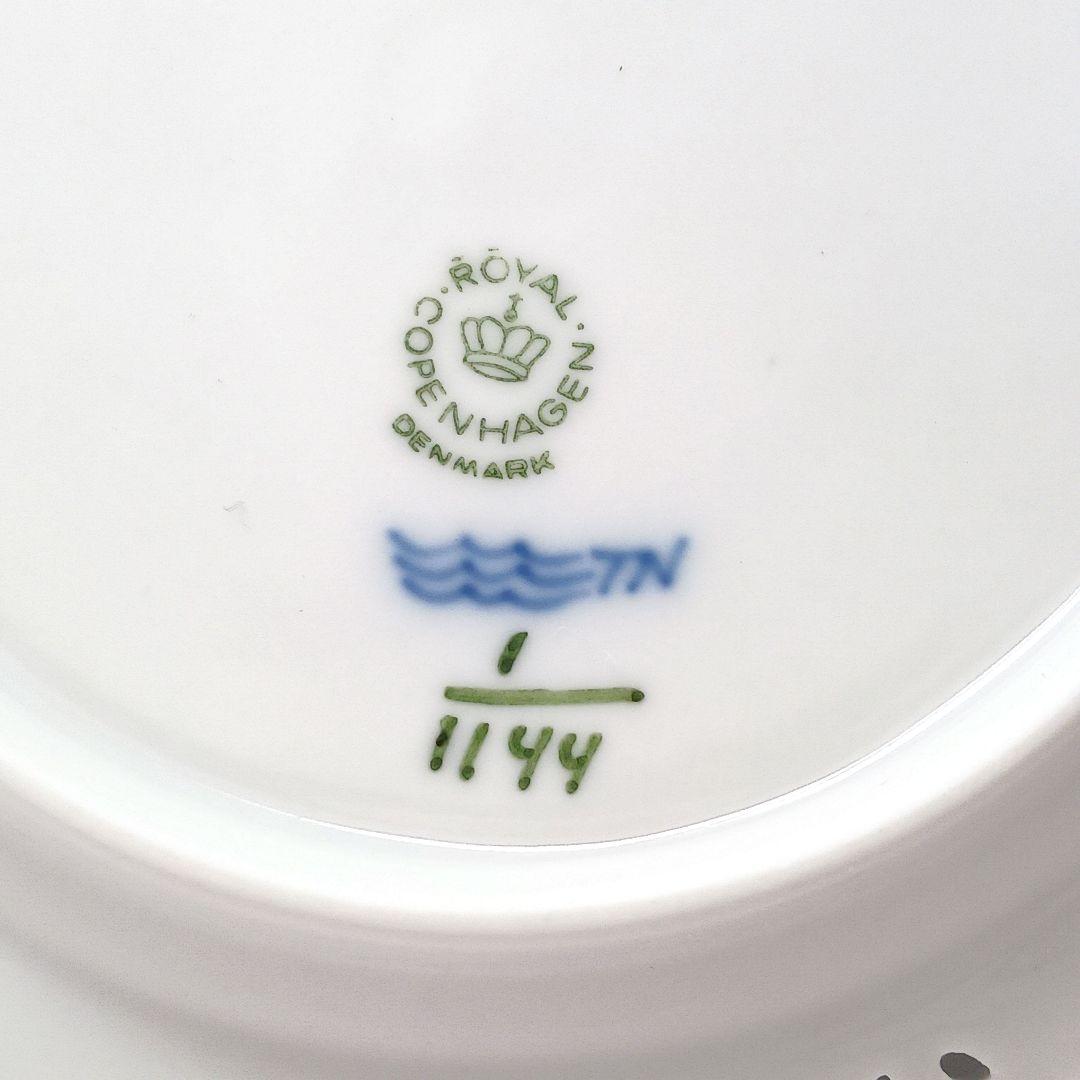 ROYAL · COPENHAGEN ·
DENMARK
TN
1
1144